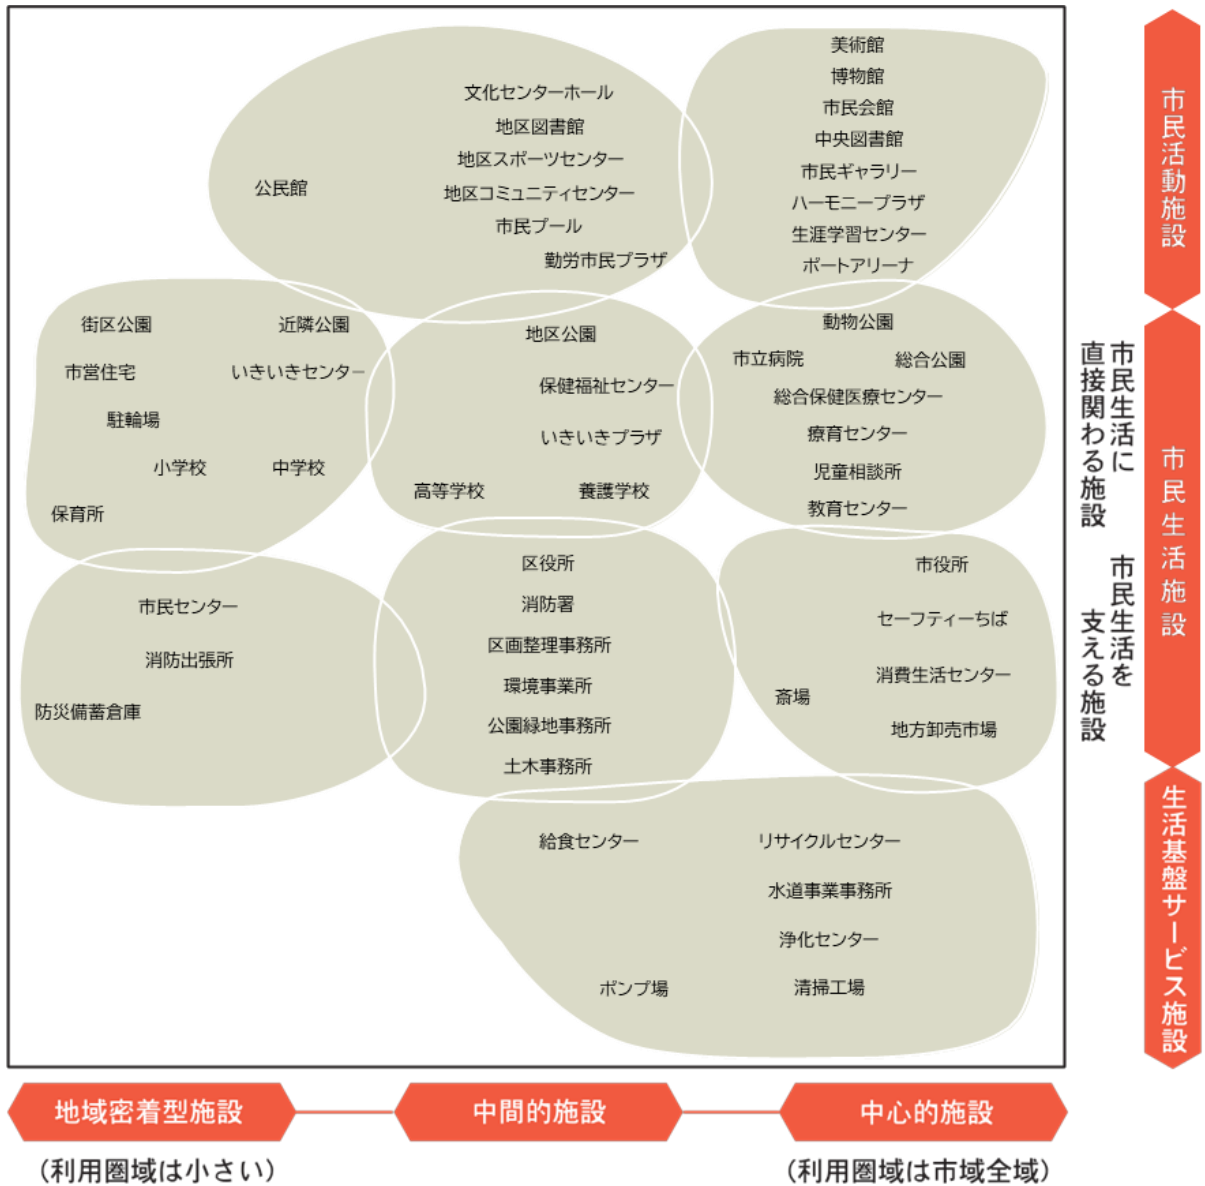 文化センターホール
地区図書館
地区スポーツセンター
公民館
地区コミュニティセンター
市民プール
勤労市民プラザ
美術館
博物館
市民会館
中央図書館
市民ギャラリー
ハーモニープラザ
生涯学習センター
ポートアリーナ
街区公園
近隣公園
市営住宅
いきいきセンター
駐輪場
小学校
中学校
保育所
地区公園
保健福祉センター
いきいきプラザ
高等学校
養護学校
動物公園
市立病院
総合公園
総合保健医療センター
療育センター
児童相談所
教育センター
市民センター
消防出張所
防災備蓄倉庫
区役所
消防署
区画整理事務所
環境事業所
公園緑地事務所
土木事務所
市役所
セーフティーちば
消費生活センター
斎場
地方卸売市場
給食センター
リサイクルセンター
水道事業事務所
浄化センター
ポンプ場
清掃工場
市民活動施設
市民生活施設
生活基盤サービス施設
市民生活に
直接関わる施設
市民生活を
支える施設
地域密着型施設
中間的施設
中心的施設
(利用圏域は小さい)
(利用圏域は市域全域)